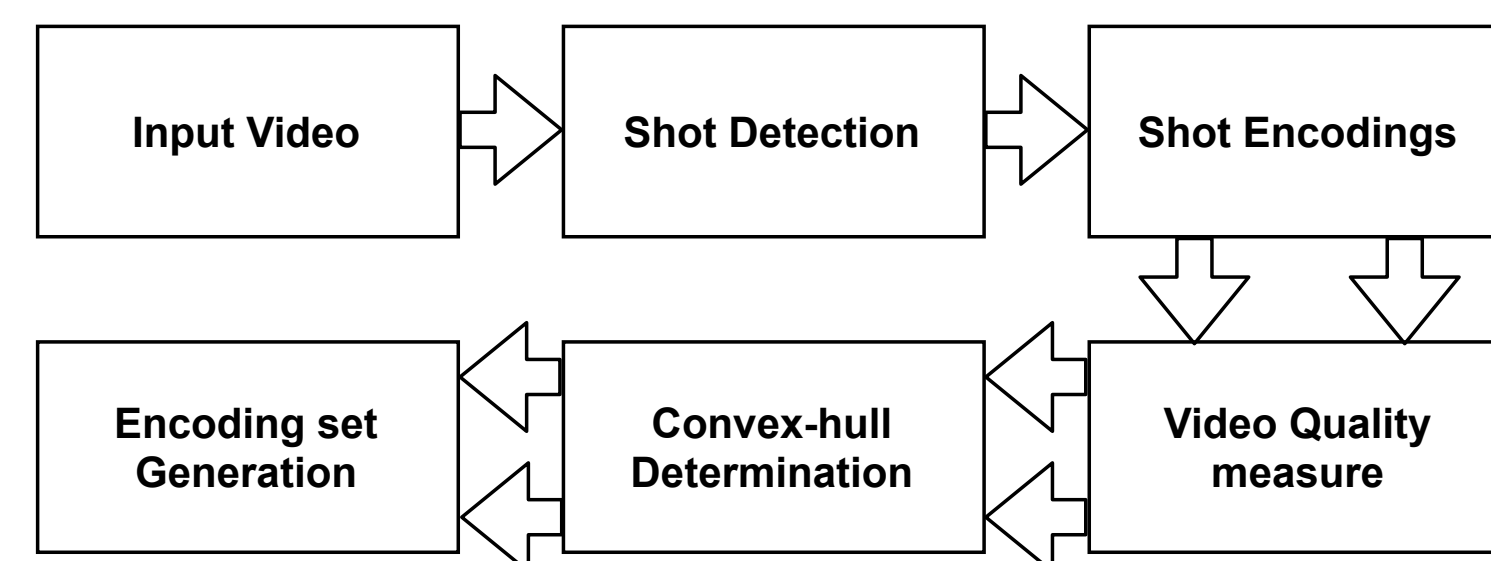 Input Video
Shot Detection
Shot Encodings
Encoding set
Generation
Convex-hull
Determination
Video Quality
measure